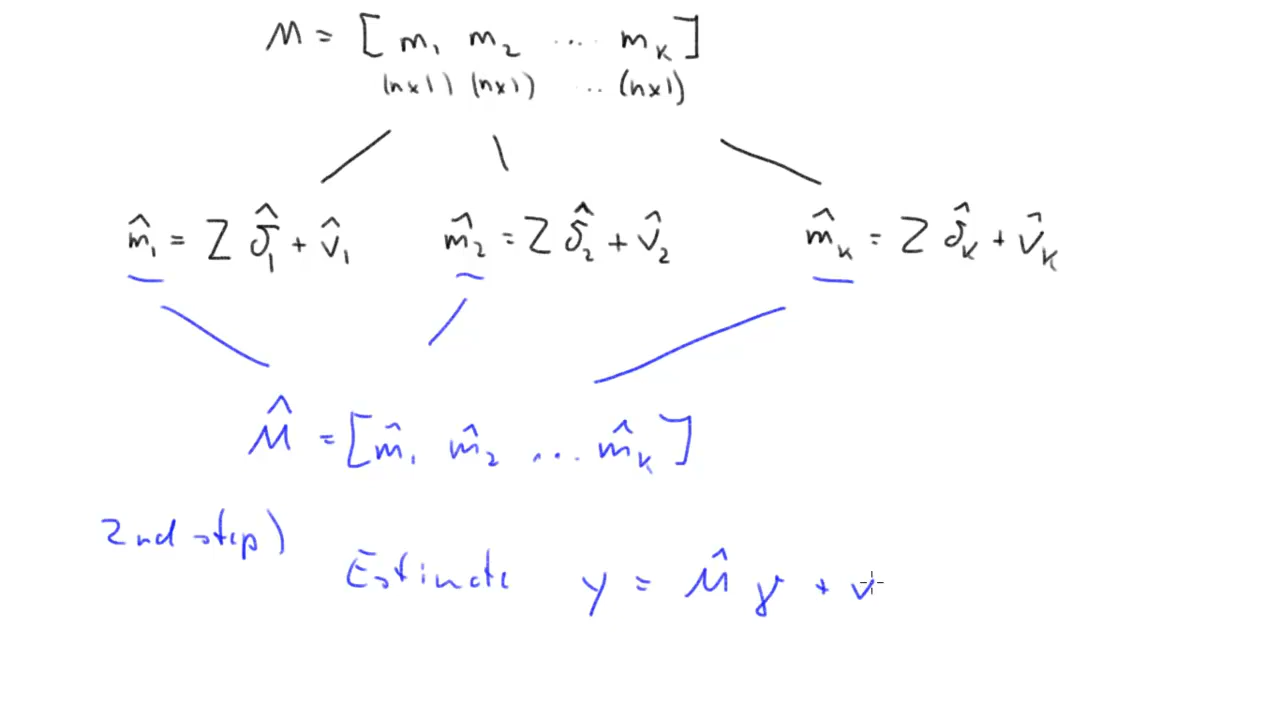 M = [ m₁ m₂ ... m_K ]
(n×1) (n×1) ... (n×1)
m̂₁ = Z δ̂₁ + v̂₁ m̂₂ = Z δ̂₂ + v̂₂ m̂_K = Z δ̂_K + v̂_K
M̂ = [ m̂₁ m̂₂ ... m̂_K ]
2nd step)
Estimate y = M̂ γ + v